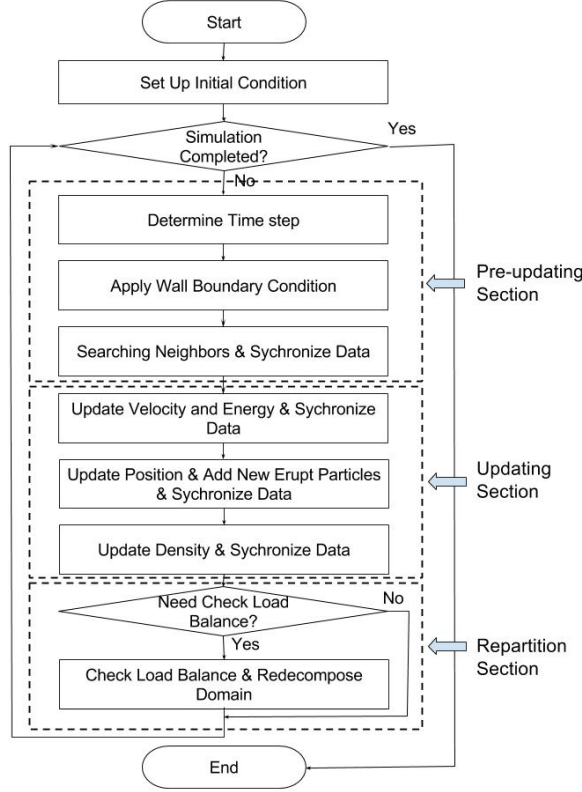 Start
Set Up Initial Condition
Simulation
Completed?
Yes
No
Determine Time step
Apply Wall Boundary Condition
Pre-updating
Section
Searching Neighbors & Sychronize Data
Update Velocity and Energy & Sychronize
Data
Update Position & Add New Erupt Particles
& Sychronize Data
Updating
Section
Update Density & Sychronize Data
Need Check Load
Balance?
No
Yes
Repartition
Section
Check Load Balance & Redecompose
Domain
End